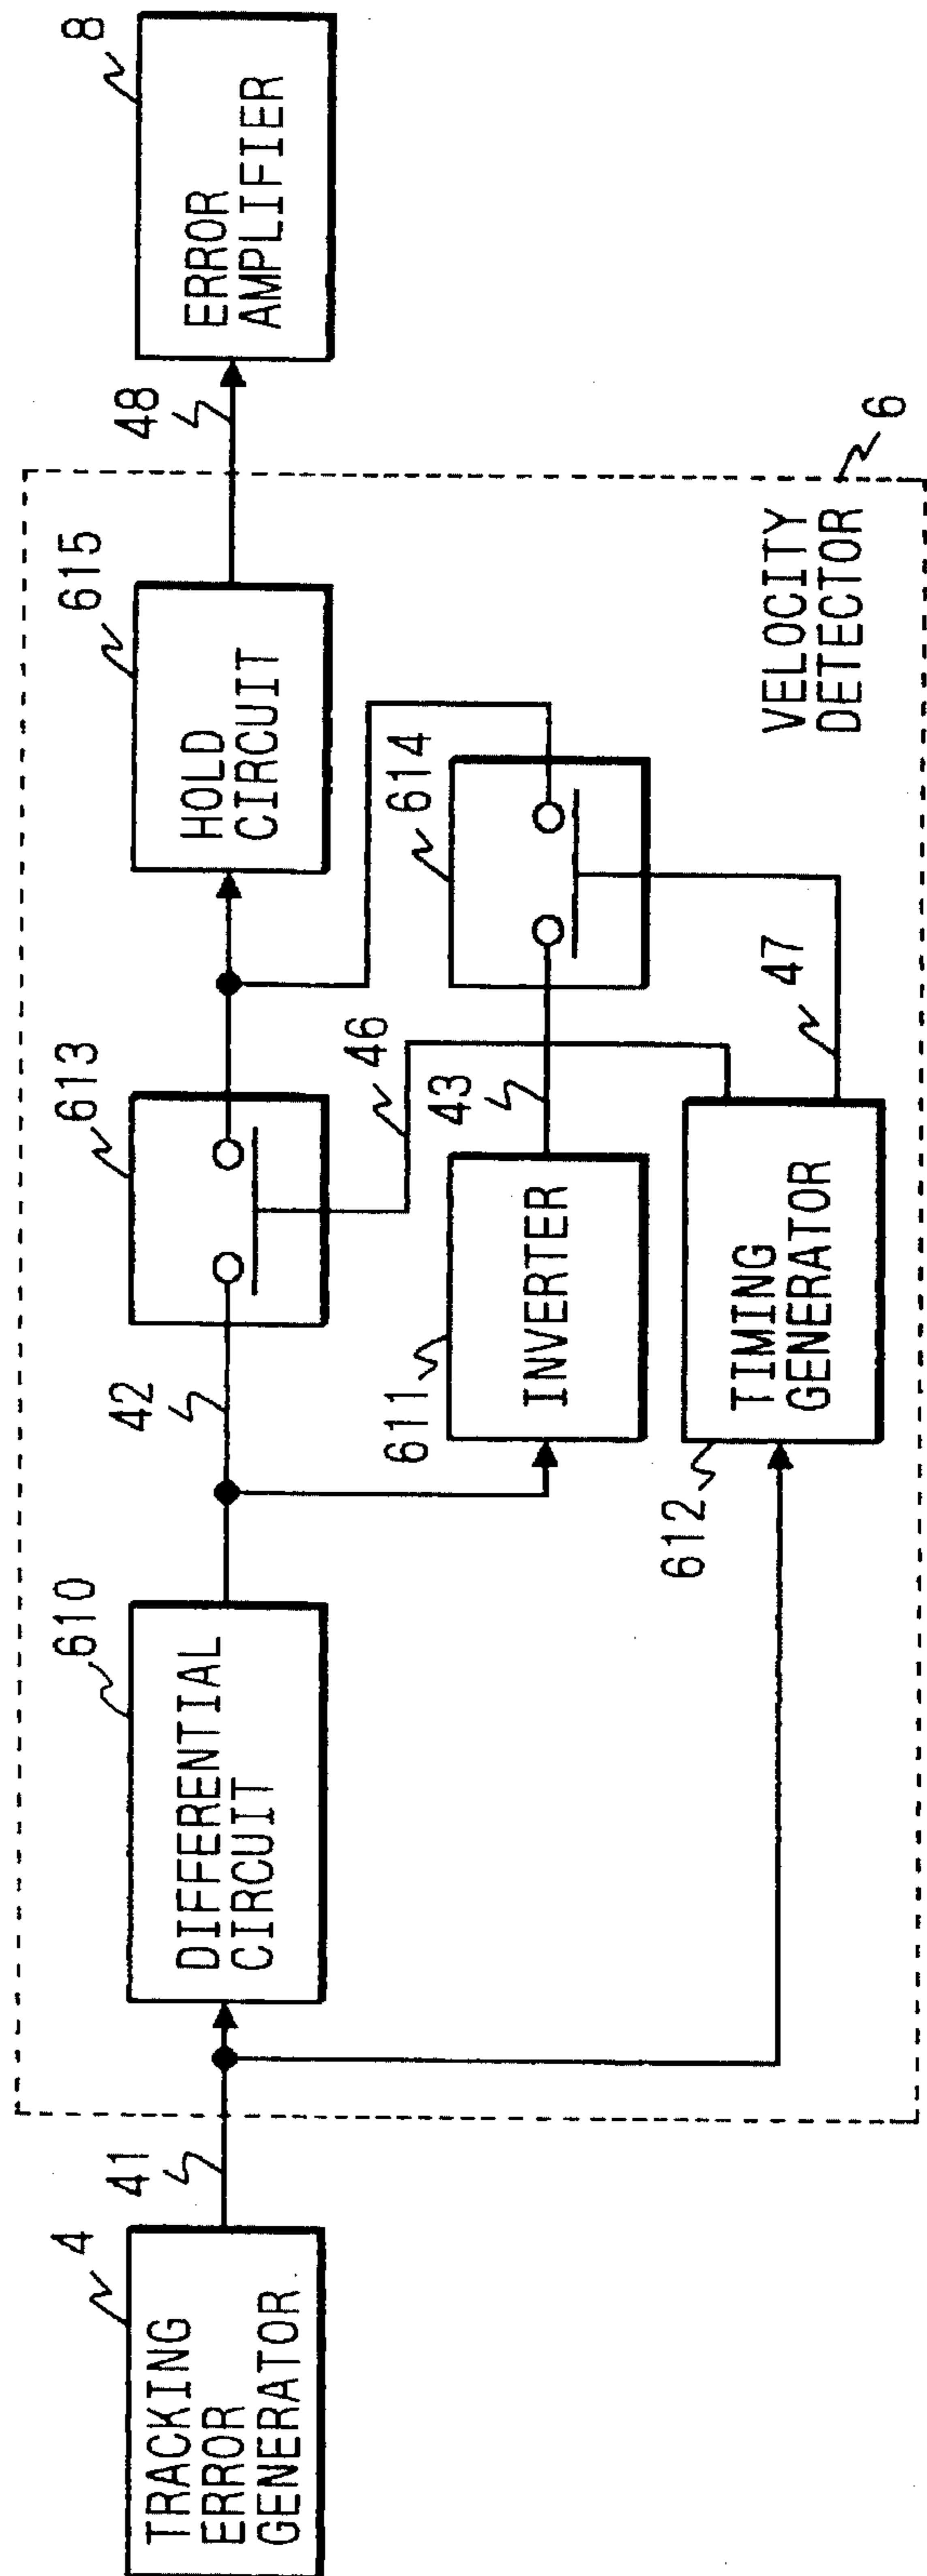 4
TRACKING
ERROR
GENERATOR
41
610
DIFFERENTIAL
CIRCUIT
42
613
615
HOLD
CIRCUIT
48
8
ERROR
AMPLIFIER
611
INVERTER
43
46
614
612
TIMING
GENERATOR
47
VELOCITY
DETECTOR
6